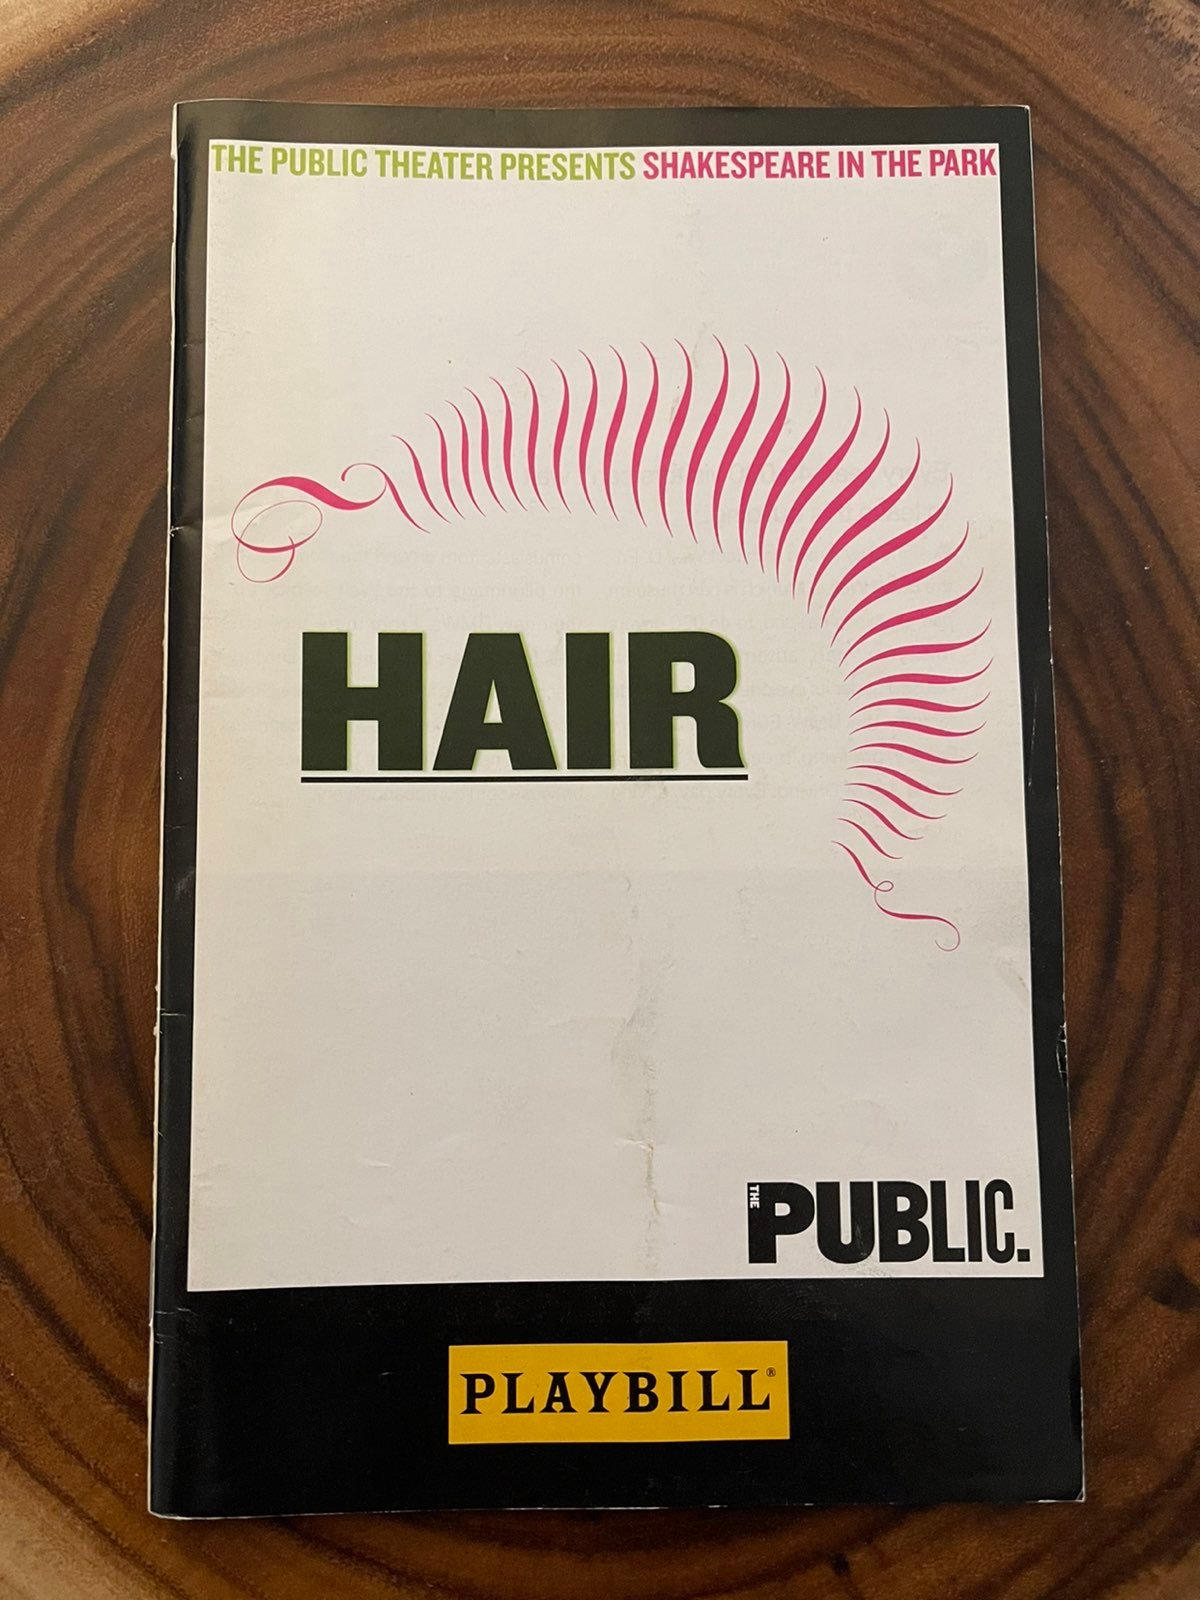 THE PUBLIC THEATER PRESENTS SHAKESPEARE IN THE PARK
HAIR
THE PUBLIC.
PLAYBILL®